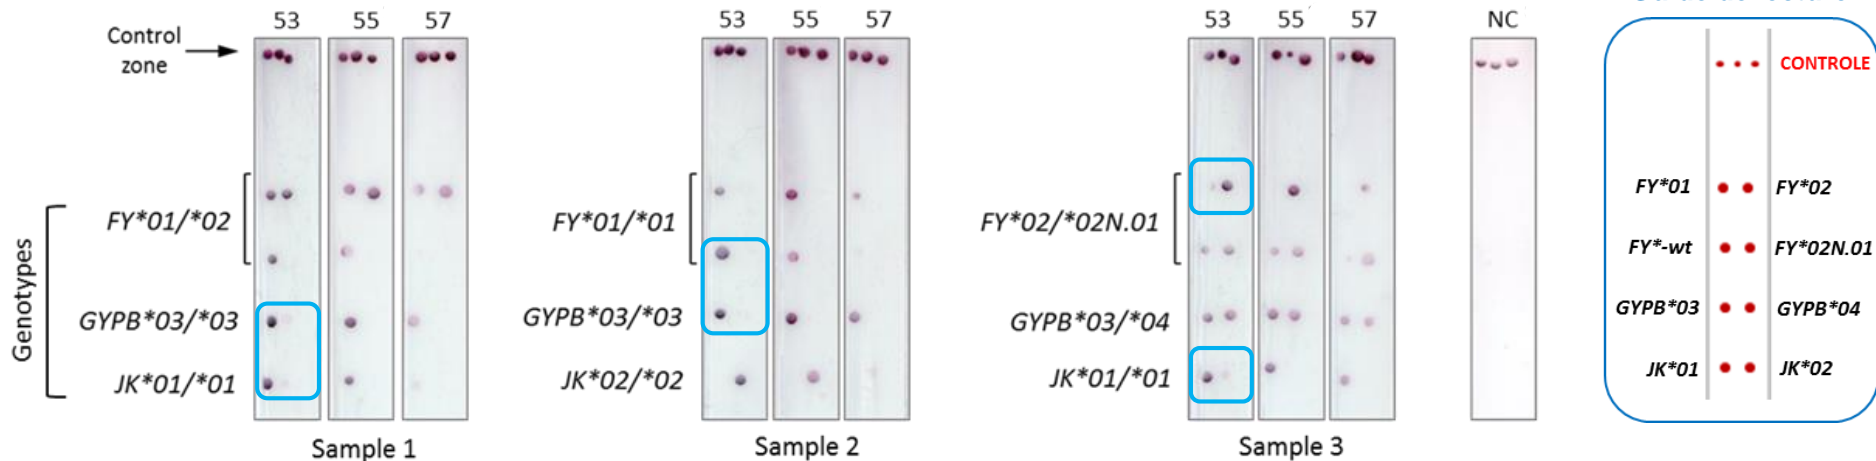 53 55 57
53 55 57
53 55 57
NC
Control
zone
CONTROLE
Genotypes
FY*01/*02
GYPB*03/*03
JK*01/*01
Sample 1
FY*01/*01
GYPB*03/*03
JK*02/*02
Sample 2
FY*02/*02N.01
GYPB*03/*04
JK*01/*01
Sample 3
FY*01 FY*02
FY*-wt FY*02N.01
GYPB*03 GYPB*04
JK*01 JK*02